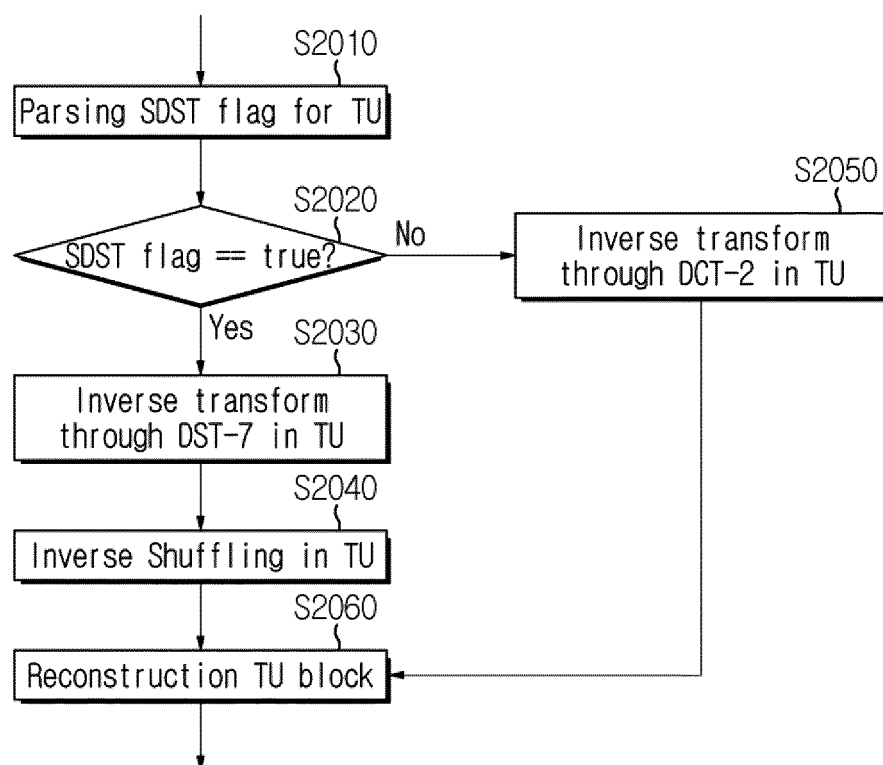 S2010
Parsing SDST flag for TU
S2020
SDST flag == true?
No
S2050
Inverse transform
through DCT-2 in TU
Yes
S2030
Inverse transform
through DST-7 in TU
S2040
Inverse Shuffling in TU
S2060
Reconstruction TU block